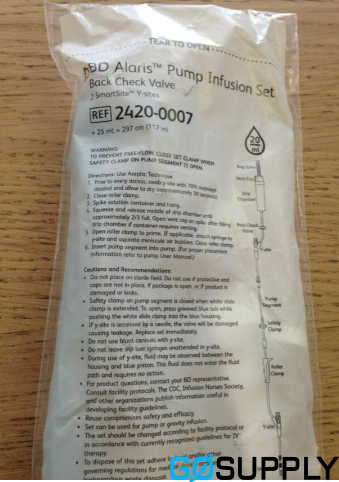 TEAR TO OPEN
BD Alaris™ Pump Infusion Set
Back Check Valve
2 SmartSite™ Y-sites
REF 2420-0007
≈ 25 mL ≈ 297 cm (117 in)
20
mL
WARNING:
TO PREVENT FREE-FLOW, CLOSE SET CLAMP WHEN
SAFETY CLAMP ON PUMP SEGMENT IS OPEN.
Directions: Use Aseptic Technique
1. Prior to every access, swab y-site with 70% isopropyl
alcohol and allow to dry (approximately 30 seconds).
2. Close roller clamp.
3. Spike solution container and hang.
4. Squeeze and release middle of drip chamber until
approximately 2/3 full. Open vent cap on spike after filling
drip chamber if container requires venting.
5. Open roller clamp to prime. If applicable, attach syringe to
y-site and aspirate minuscule air bubbles. Close roller clamp.
6. Insert pump segment into pump. (For proper placement
information refer to pump User Manual.)
Drip
Chamber
Back Check
Valve
Y-site
Pump
Segment
Safety
Clamp
Roller
Clamp
Y-site
Cautions and Recommendations:
• Do not place on sterile field. Do not use if protective end
caps are not in place, if package is open, or if product is
damaged or leaks.
• Safety clamp on pump segment is closed when white slide
clamp is extended. To open, press grooved blue tab while
pushing the white slide clamp into the blue housing.
• If y-site is accessed by a needle, the valve will be damaged
causing leakage. Replace set immediately.
• Do not use blunt cannula with y-site.
• Do not leave slip luer syringes unattended in y-site.
• During use of y-site, fluid may be observed between the
housing and blue piston. This fluid does not enter the fluid
path and requires no action.
• For product questions, contact your BD representative.
Consult facility protocols. The CDC, Infusion Nurses Society,
and other organizations publish information useful in
developing facility guidelines.
• Reuse compromises safety and efficacy.
• Set can be used for pump or gravity infusion.
• The set should be changed according to facility protocol or
in accordance with currently recognized guidelines for IV
therapy.
• To dispose of this set adhere to and/or other
governing regulations for
GOSUPPLY